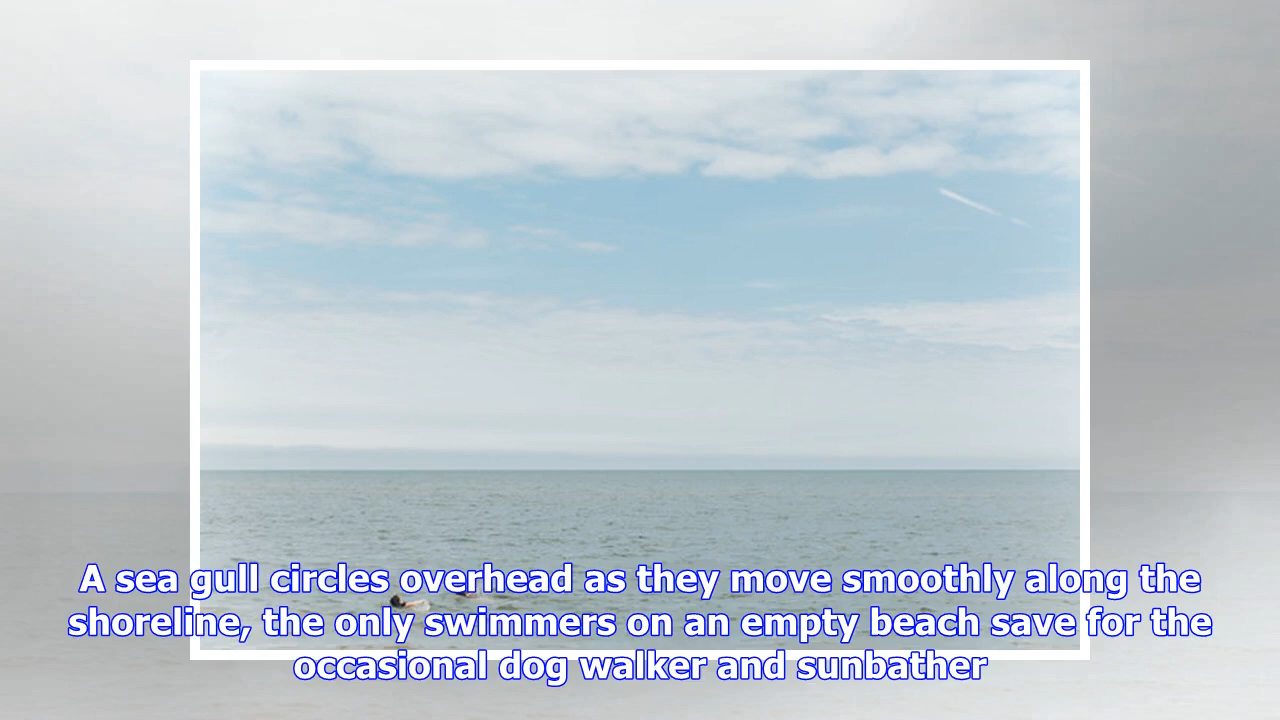 A sea gull circles overhead as they move smoothly along the
shoreline, the only swimmers on an empty beach save for the
occasional dog walker and sunbather